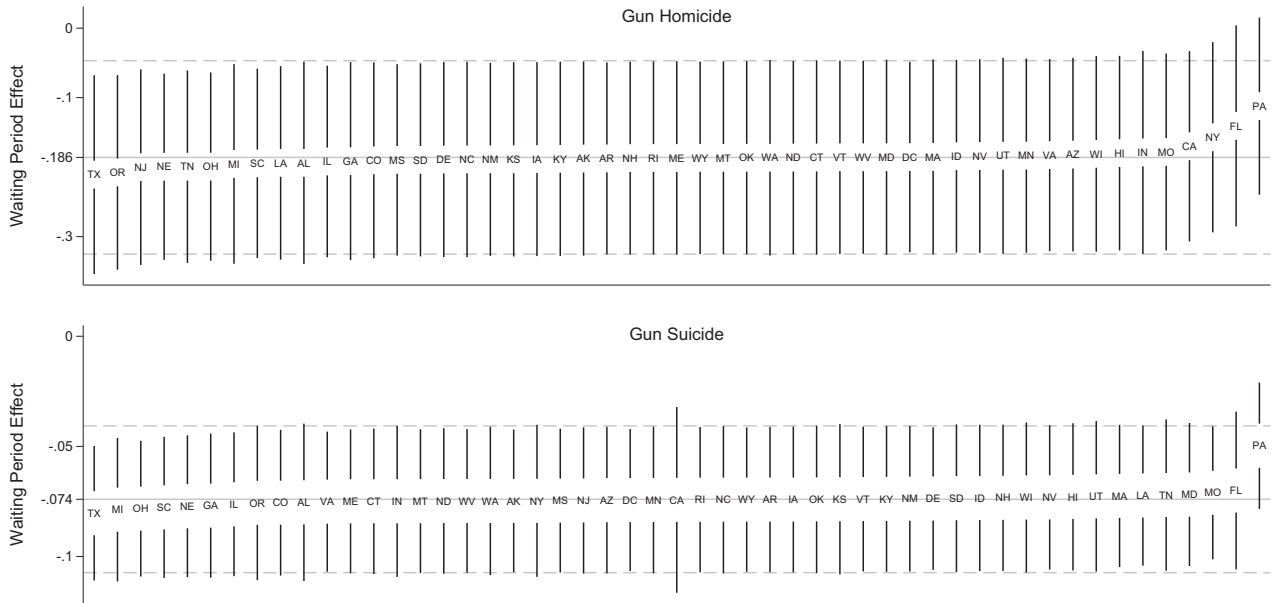 Gun Homicide
Waiting Period Effect
0
-.1
-.186
-.3
TX OR NJ NE TN OH MI SC LA AL IL GA CO MS SD DE NC NM KS IA KY AK AR NH RI ME WY MT OK WA ND CT VT WV MD DC MA ID NV UT MN VA AZ WI HI IN MO CA NY FL PA
Gun Suicide
Waiting Period Effect
0
-.05
-.074
-.1
TX MI OH SC NE GA IL OR CO AL VA ME CT IN MT ND WV WA AK NY MS NJ AZ DC MN CA RI NC WY AR IA OK KS VT KY NM DE SD ID NH WI NV HI UT MA LA TN MD MO FL PA